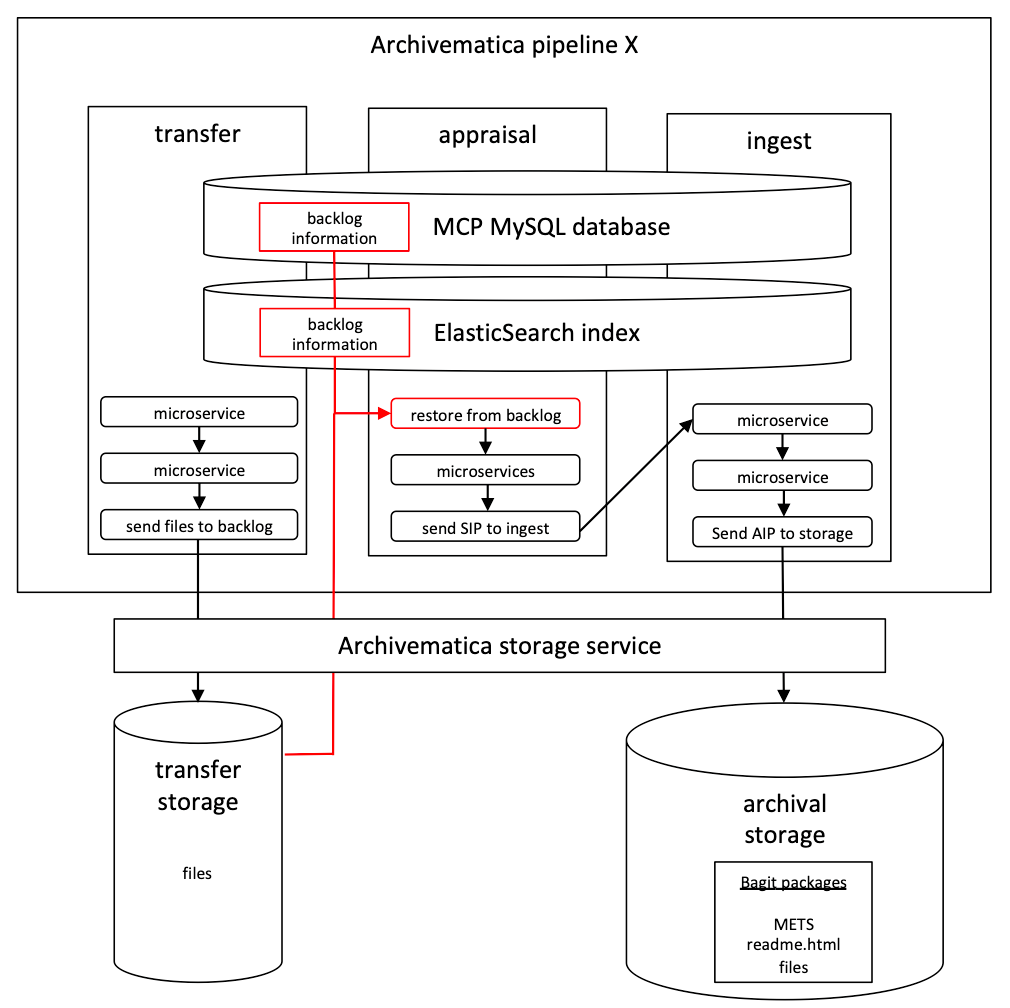 Archivematica pipeline X
transfer
appraisal
ingest
backlog
information
MCP MySQL database
backlog
information
ElasticSearch index
microservice
microservice
send files to backlog
restore from backlog
microservices
send SIP to ingest
microservice
microservice
Send AIP to storage
Archivematica storage service
transfer
storage
files
archival
storage
Bagit packages
METS
readme.html
files